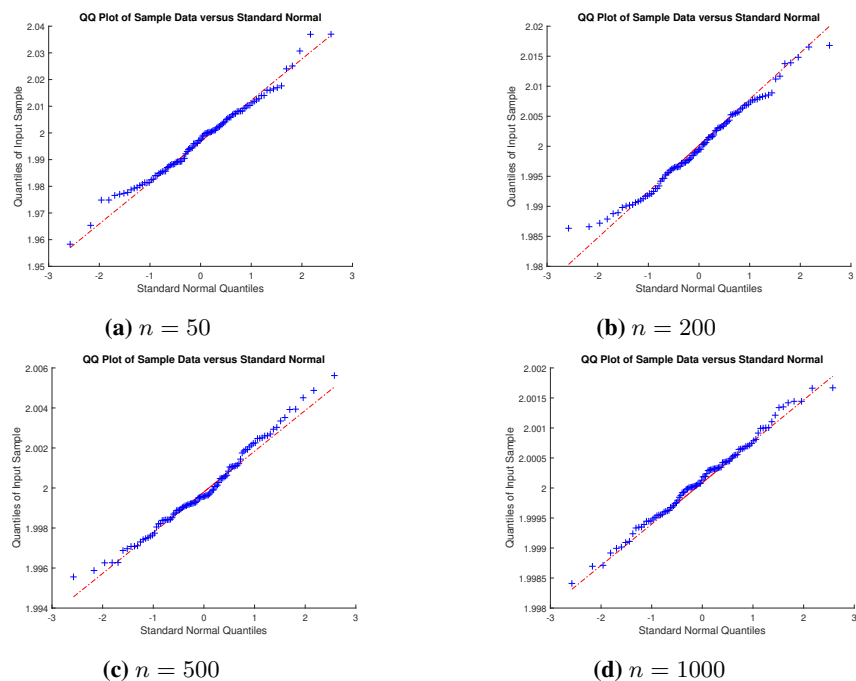 QQ Plot of Sample Data versus Standard Normal
2.04
2.03
2.02
2.01
2
1.99
1.98
1.97
1.96
1.95
Quantiles of Input Sample
-3 -2 -1 0 1 2 3
Standard Normal Quantiles
(a) n = 50
QQ Plot of Sample Data versus Standard Normal
2.02
2.015
2.01
2.005
2
1.995
1.99
1.985
1.98
Quantiles of Input Sample
-3 -2 -1 0 1 2 3
Standard Normal Quantiles
(b) n = 200
QQ Plot of Sample Data versus Standard Normal
2.006
2.004
2.002
2
1.998
1.996
1.994
Quantiles of Input Sample
-3 -2 -1 0 1 2 3
Standard Normal Quantiles
(c) n = 500
QQ Plot of Sample Data versus Standard Normal
2.002
2.0015
2.001
2.0005
2
1.9995
1.999
1.9985
1.998
Quantiles of Input Sample
-3 -2 -1 0 1 2 3
Standard Normal Quantiles
(d) n = 1000